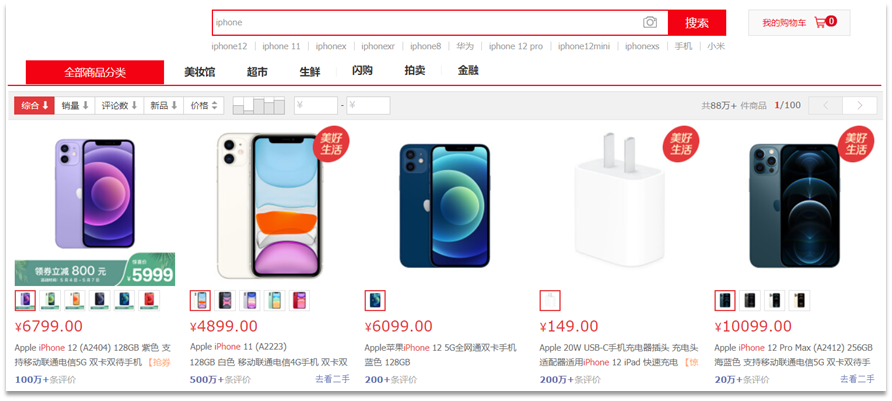 iphone
搜索
我的购物车 0
iphone12 | iphone 11 | iphonex | iphonexr | iphone8 | 华为 | iphone 12 pro | iphone12mini | iphonexs | 手机 | 小米
全部商品分类 美妆馆 超市 生鲜 闪购 拍卖 金融
综合 销量 评论数 新品 价格 ¥ - ¥ 共88万+ 件商品 1/100 < >
美好生活
美好生活
美好生活
领券立减 800 元
¥5999
¥6799.00
Apple iPhone 12 (A2404) 128GB 紫色 支
持移动联通电信5G 双卡双待手机 【抢券
100万+条评价
¥4899.00
Apple iPhone 11 (A2223)
128GB 白色 移动联通电信4G手机 双卡双
500万+条评价 去看二手
¥6099.00
Apple苹果iPhone 12 5G全网通双卡手机
蓝色 128GB
200+条评价
¥149.00
Apple 20W USB-C手机充电器插头 充电头
适配器适用iPhone 12 iPad 快速充电
200万+条评价
¥10099.00
Apple iPhone 12 Pro Max (A2412) 256GB
海蓝色 支持移动联通电信5G 双卡双待手
20万+条评价 去看二手